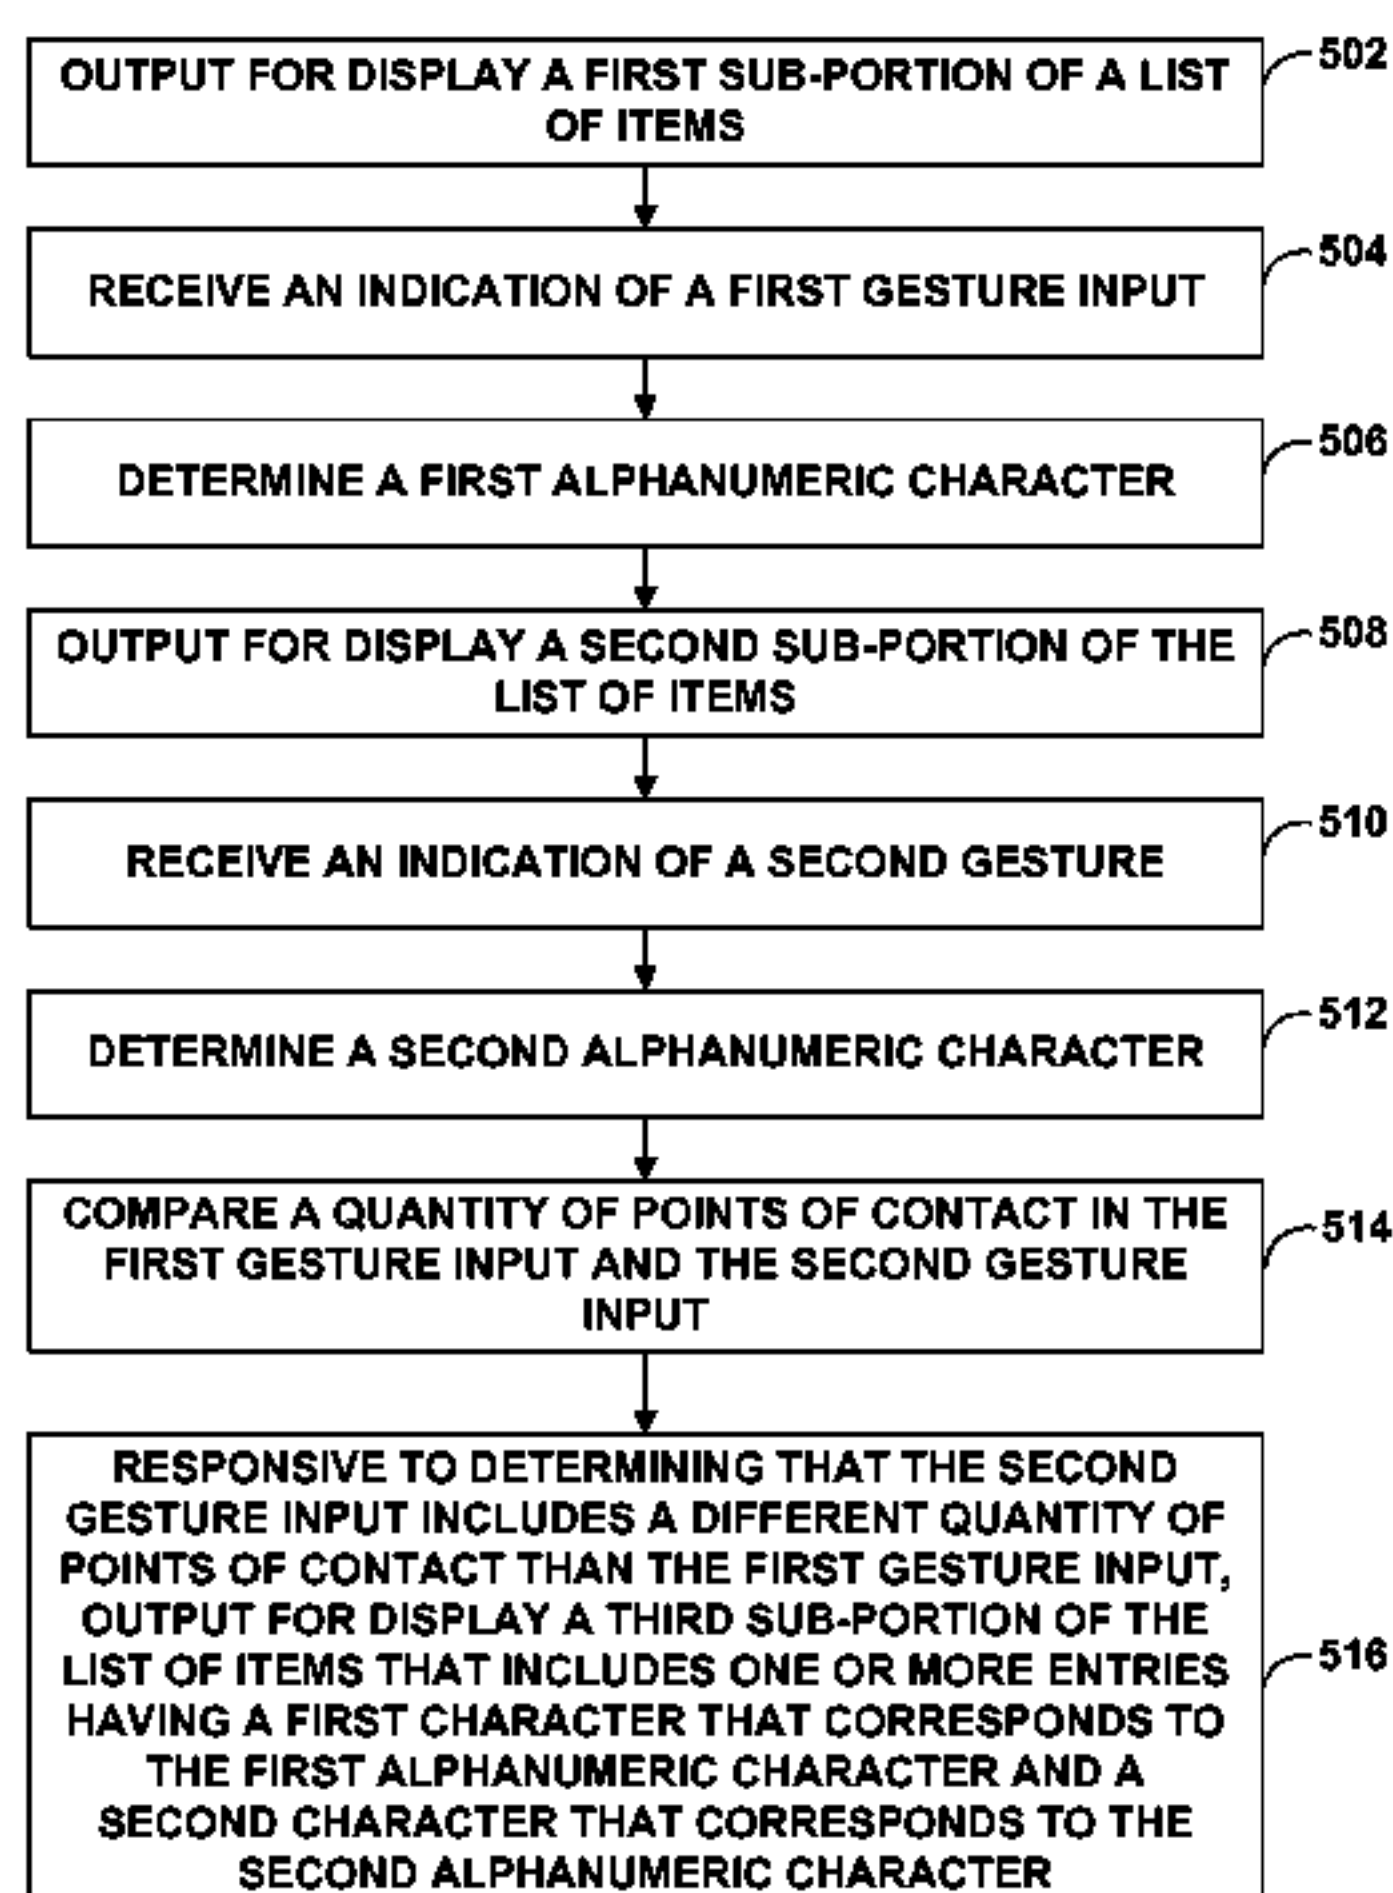 OUTPUT FOR DISPLAY A FIRST SUB-PORTION OF A LIST
OF ITEMS
502
RECEIVE AN INDICATION OF A FIRST GESTURE INPUT
504
DETERMINE A FIRST ALPHANUMERIC CHARACTER
506
OUTPUT FOR DISPLAY A SECOND SUB-PORTION OF THE
LIST OF ITEMS
508
RECEIVE AN INDICATION OF A SECOND GESTURE
510
DETERMINE A SECOND ALPHANUMERIC CHARACTER
512
COMPARE A QUANTITY OF POINTS OF CONTACT IN THE
FIRST GESTURE INPUT AND THE SECOND GESTURE
INPUT
514
RESPONSIVE TO DETERMINING THAT THE SECOND
GESTURE INPUT INCLUDES A DIFFERENT QUANTITY OF
POINTS OF CONTACT THAN THE FIRST GESTURE INPUT,
OUTPUT FOR DISPLAY A THIRD SUB-PORTION OF THE
LIST OF ITEMS THAT INCLUDES ONE OR MORE ENTRIES
HAVING A FIRST CHARACTER THAT CORRESPONDS TO
THE FIRST ALPHANUMERIC CHARACTER AND A
SECOND CHARACTER THAT CORRESPONDS TO THE
SECOND ALPHANUMERIC CHARACTER
516